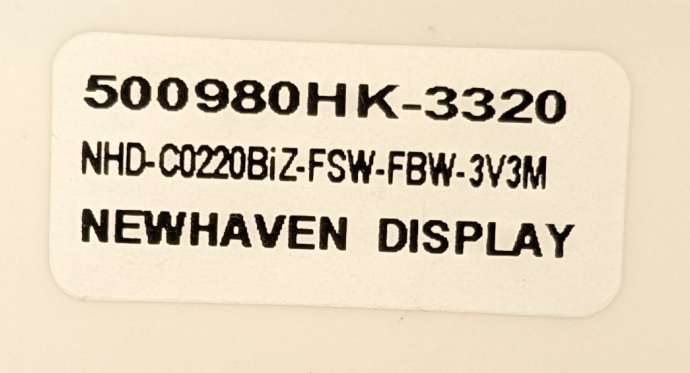 500980HK-3320
NHD-C0220BiZ-FSW-FBW-3V3M
NEWHAVEN DISPLAY